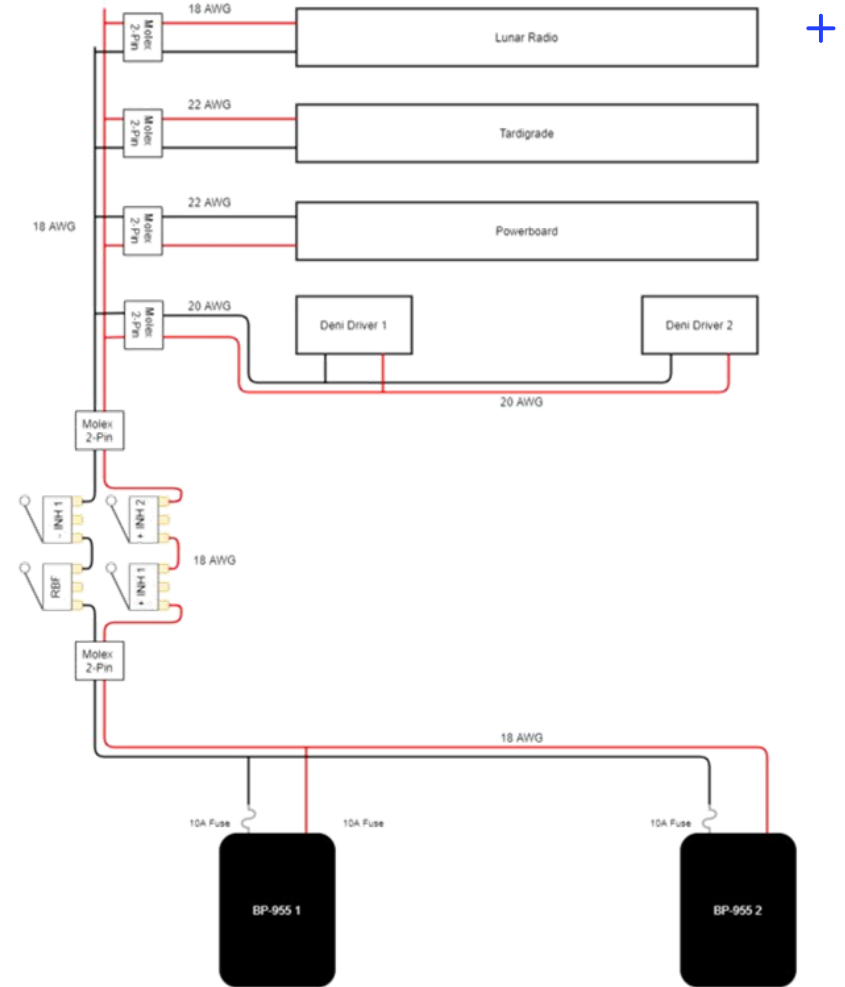 18 AWG
Molex
2-Pin
Lunar Radio
22 AWG
Molex
2-Pin
Tardigrade
22 AWG
Molex
2-Pin
Powerboard
18 AWG
20 AWG
Molex
2-Pin
Deni Driver 1
Deni Driver 2
20 AWG
Molex
2-Pin
- INH 1
+ INH 2
18 AWG
RBF
+ INH 1
Molex
2-Pin
18 AWG
10A Fuse
10A Fuse
10A Fuse
BP-955 1
BP-955 2